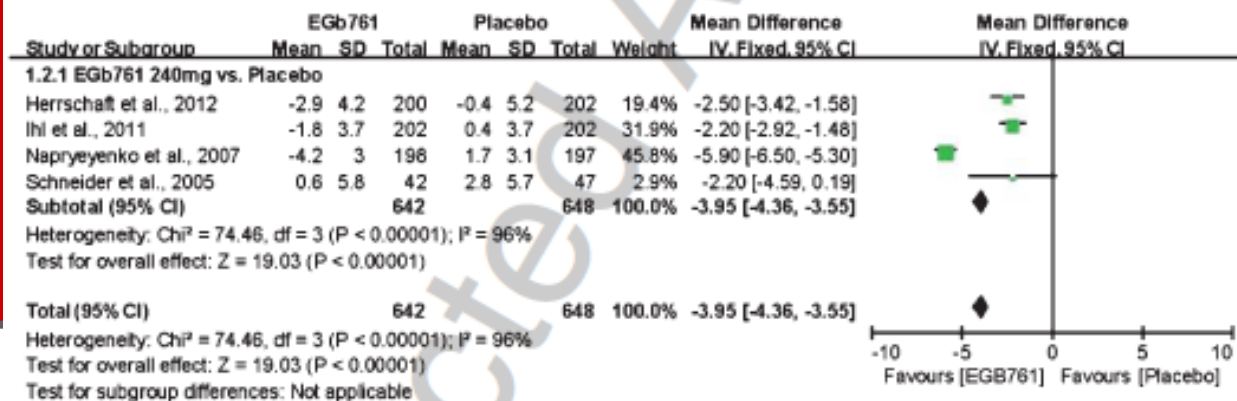 EGb761 Placebo Mean Difference Mean Difference
Study or Subgroup Mean SD Total Mean SD Total Weight IV, Fixed, 95% CI IV, Fixed, 95% CI
1.2.1 EGb761 240mg vs. Placebo
Herrschaft et al., 2012 -2.9 4.2 200 -0.4 5.2 202 19.4% -2.50 [-3.42, -1.58]
Ihl et al., 2011 -1.8 3.7 202 0.4 3.7 202 31.9% -2.20 [-2.92, -1.48]
Napryeyenko et al., 2007 -4.2 3 198 1.7 3.1 197 45.8% -5.90 [-6.50, -5.30]
Schneider et al., 2005 0.6 5.8 42 2.8 5.7 47 2.9% -2.20 [-4.59, 0.19]
Subtotal (95% CI) 642 648 100.0% -3.95 [-4.36, -3.55]
Heterogeneity: Chi² = 74.46, df = 3 (P < 0.00001); I² = 96%
Test for overall effect: Z = 19.03 (P < 0.00001)
Total (95% CI) 642 648 100.0% -3.95 [-4.36, -3.55]
Heterogeneity: Chi² = 74.46, df = 3 (P < 0.00001); I² = 96%
Test for overall effect: Z = 19.03 (P < 0.00001)
Test for subgroup differences: Not applicable
-10 -5 0 5 10
Favours [EGB761] Favours [Placebo]
cted A